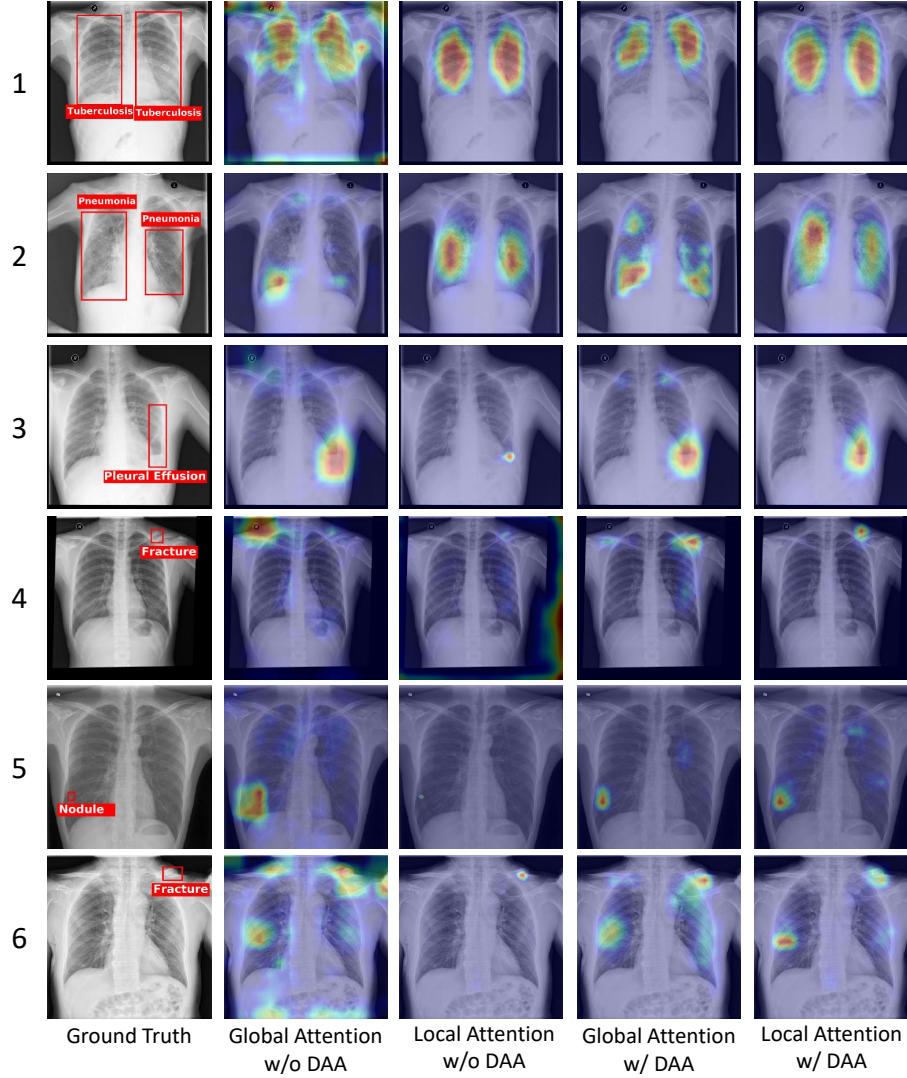 1
Tuberculosis Tuberculosis
2
Pneumonia
Pneumonia
3
Pleural Effusion
4
Fracture
5
Nodule
6
Fracture
Ground Truth
Global Attention
w/o DAA
Local Attention
w/o DAA
Global Attention
w/ DAA
Local Attention
w/ DAA